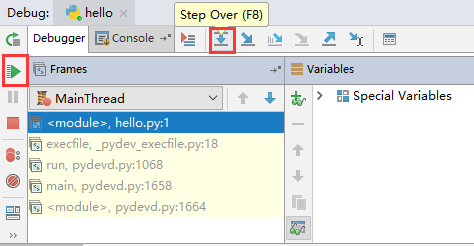 Debug: hello
Step Over (F8)
Debugger Console
Frames
Variables
MainThread
Special Variables
<module>, hello.py:1
execfile, _pydev_execfile.py:18
run, pydevd.py:1068
main, pydevd.py:1658
<module>, pydevd.py:1664